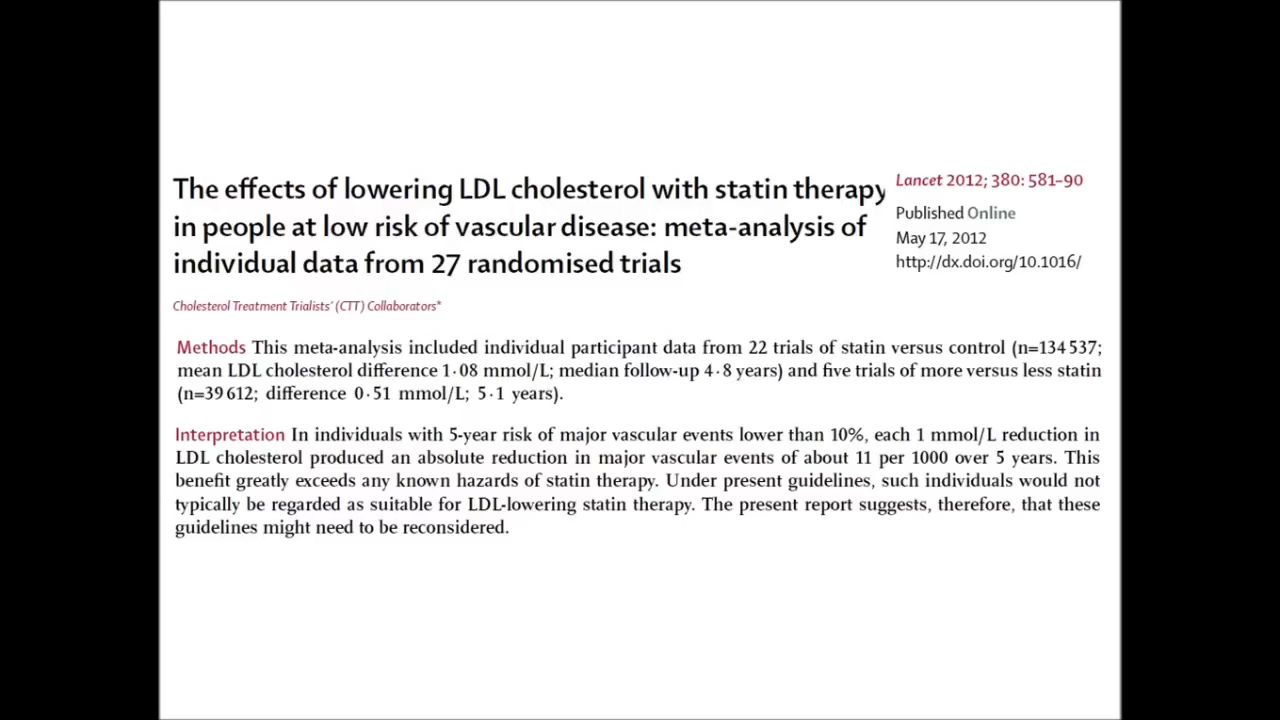 The effects of lowering LDL cholesterol with statin therapy
in people at low risk of vascular disease: meta-analysis of
individual data from 27 randomised trials
Lancet 2012; 380: 581–90
Published Online
May 17, 2012
http://dx.doi.org/10.1016/
Cholesterol Treatment Trialists' (CTT) Collaborators*
Methods This meta-analysis included individual participant data from 22 trials of statin versus control (n=134 537;
mean LDL cholesterol difference 1·08 mmol/L; median follow-up 4·8 years) and five trials of more versus less statin
(n=39 612; difference 0·51 mmol/L; 5·1 years).
Interpretation In individuals with 5-year risk of major vascular events lower than 10%, each 1 mmol/L reduction in
LDL cholesterol produced an absolute reduction in major vascular events of about 11 per 1000 over 5 years. This
benefit greatly exceeds any known hazards of statin therapy. Under present guidelines, such individuals would not
typically be regarded as suitable for LDL-lowering statin therapy. The present report suggests, therefore, that these
guidelines might need to be reconsidered.